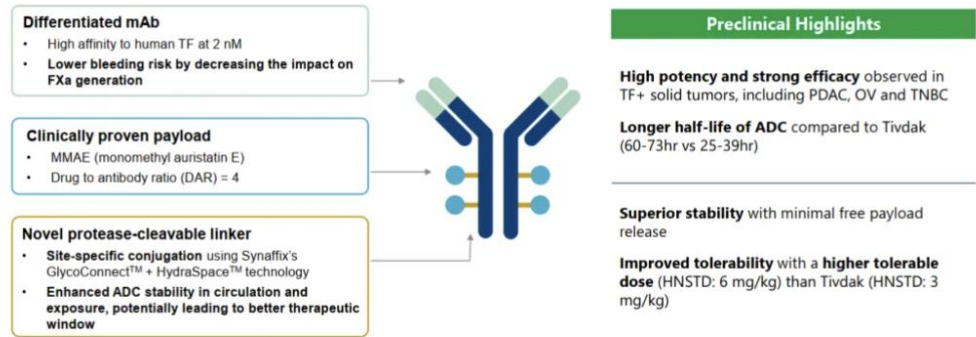 Differentiated mAb
• High affinity to human TF at 2 nM
• Lower bleeding risk by decreasing the impact on
FXa generation
Clinically proven payload
• MMAE (monomethyl auristatin E)
• Drug to antibody ratio (DAR) = 4
Novel protease-cleavable linker
• Site-specific conjugation using Synaffix's
GlycoConnect™ + HydraSpace™ technology
• Enhanced ADC stability in circulation and
exposure, potentially leading to better therapeutic
window
Preclinical Highlights
High potency and strong efficacy observed in
TF+ solid tumors, including PDAC, OV and TNBC
Longer half-life of ADC compared to Tivdak
(60-73hr vs 25-39hr)
Superior stability with minimal free payload
release
Improved tolerability with a higher tolerable
dose (HNSTD: 6 mg/kg) than Tivdak (HNSTD: 3
mg/kg)